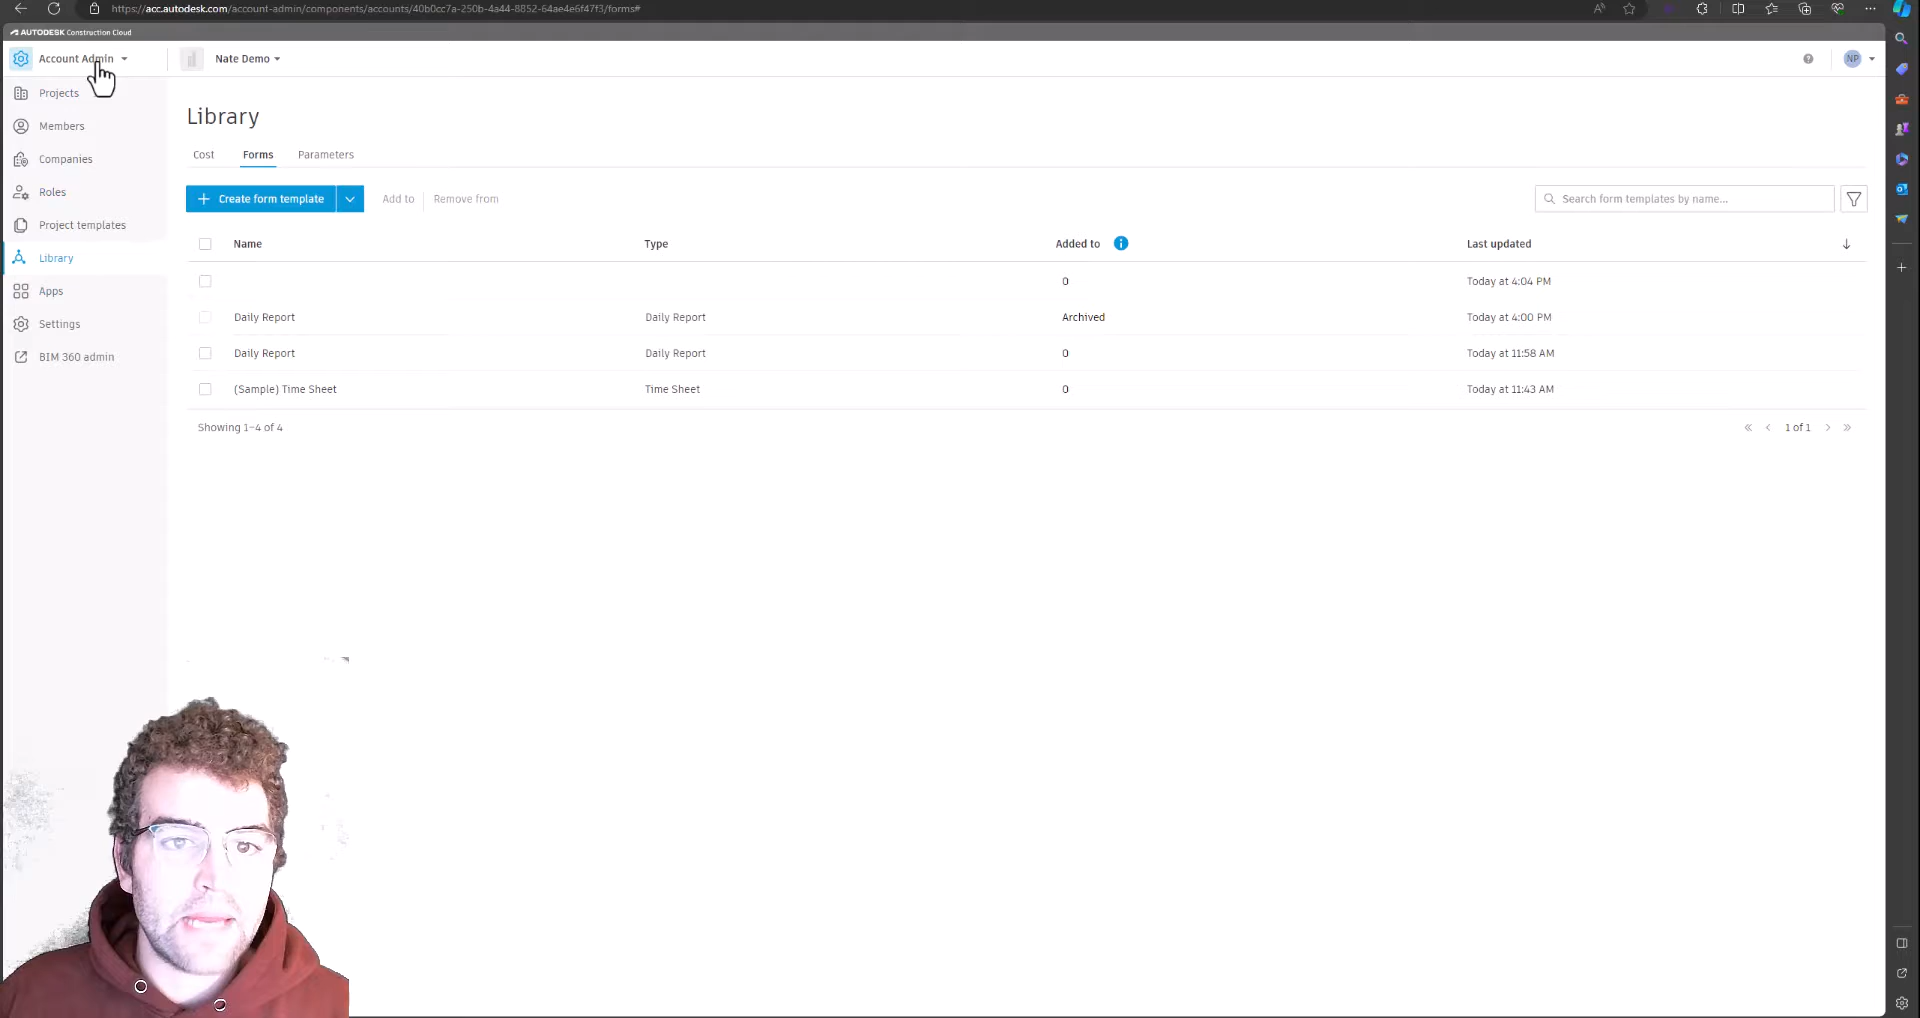 https://acc.autodesk.com/account-admin/components/accounts/40b0cc7a-250b-4a44-8852-64ae4e6f47f3/forms#
AUTODESK Construction Cloud
Account Admin
Nate Demo
NP
Projects
Members
Companies
Roles
Project templates
Library
Apps
Settings
BIM 360 admin
Library
Cost Forms Parameters
+ Create form template Add to Remove from Search form templates by name...
Name Type Added to Last updated
0 Today at 4:04 PM
Daily Report Daily Report Archived Today at 4:00 PM
Daily Report Daily Report 0 Today at 11:58 AM
(Sample) Time Sheet Time Sheet 0 Today at 11:43 AM
Showing 1–4 of 4 1 of 1